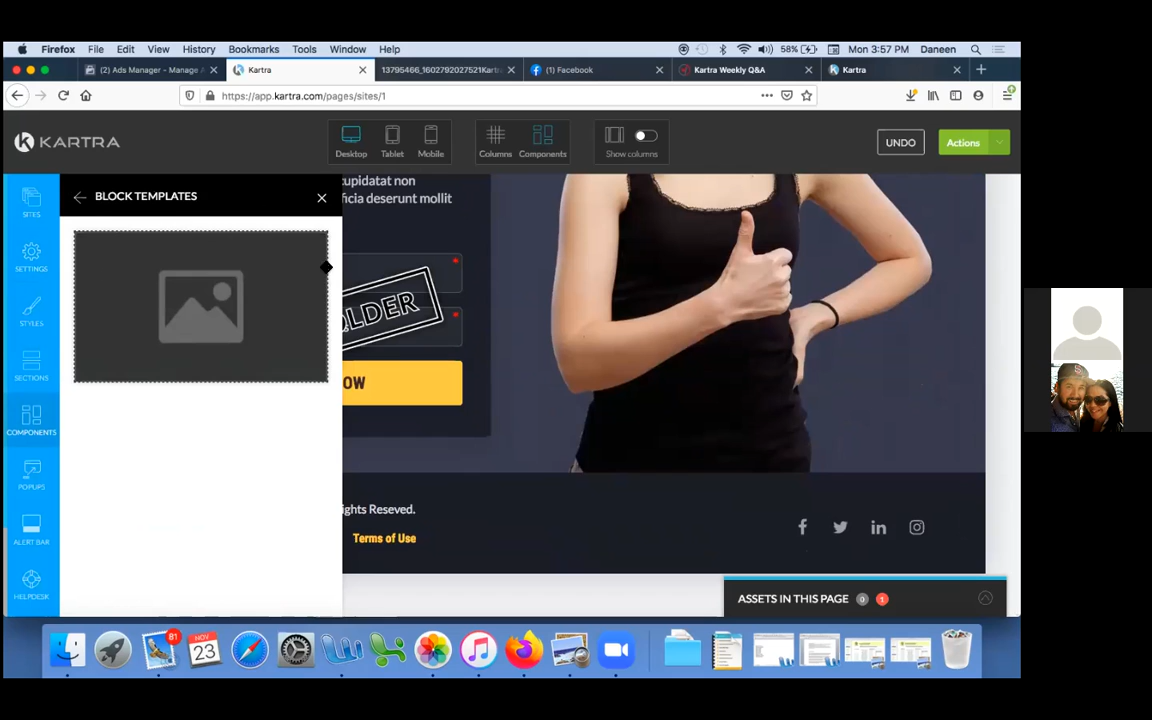 Firefox File Edit View History Bookmarks Tools Window Help 58% Mon 3:57 PM Daneen
(2) Ads Manager - Manage A
Kartra
13795466_1602792027521Kartr
(1) Facebook
Kartra Weekly Q&A
Kartra
https://app.kartra.com/pages/sites/1
KARTRA
Desktop
Tablet
Mobile
Columns
Components
Show columns
UNDO
Actions
SITES
SETTINGS
STYLES
SECTIONS
COMPONENTS
POPUPS
ALERT BAR
HELPDESK
BLOCK TEMPLATES
cupidatat non
ficia deserunt mollit
*
OLDER
*
OW
ights Reseved.
Terms of Use
ASSETS IN THIS PAGE 0 1
81
NOV
23